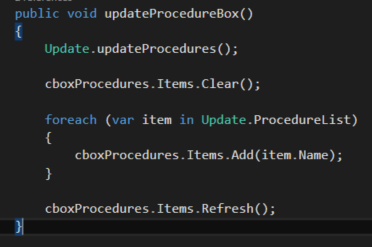 public void updateProcedureBox()
{
Update.updateProcedures();
cboxProcedures.Items.Clear();
foreach (var item in Update.ProcedureList)
{
cboxProcedures.Items.Add(item.Name);
}
cboxProcedures.Items.Refresh();
}